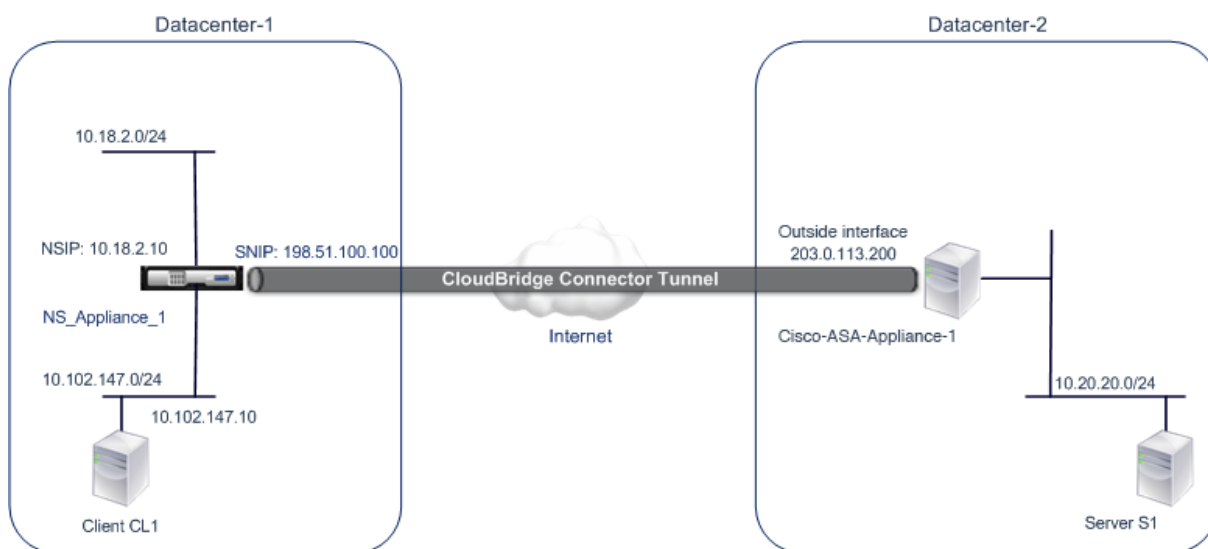 Datacenter-1
Datacenter-2
10.18.2.0/24
NSIP: 10.18.2.10
SNIP: 198.51.100.100
Outside interface
203.0.113.200
CloudBridge Connector Tunnel
NS_Appliance_1
Internet
Cisco-ASA-Appliance-1
10.102.147.0/24
10.20.20.0/24
10.102.147.10
Client CL1
Server S1